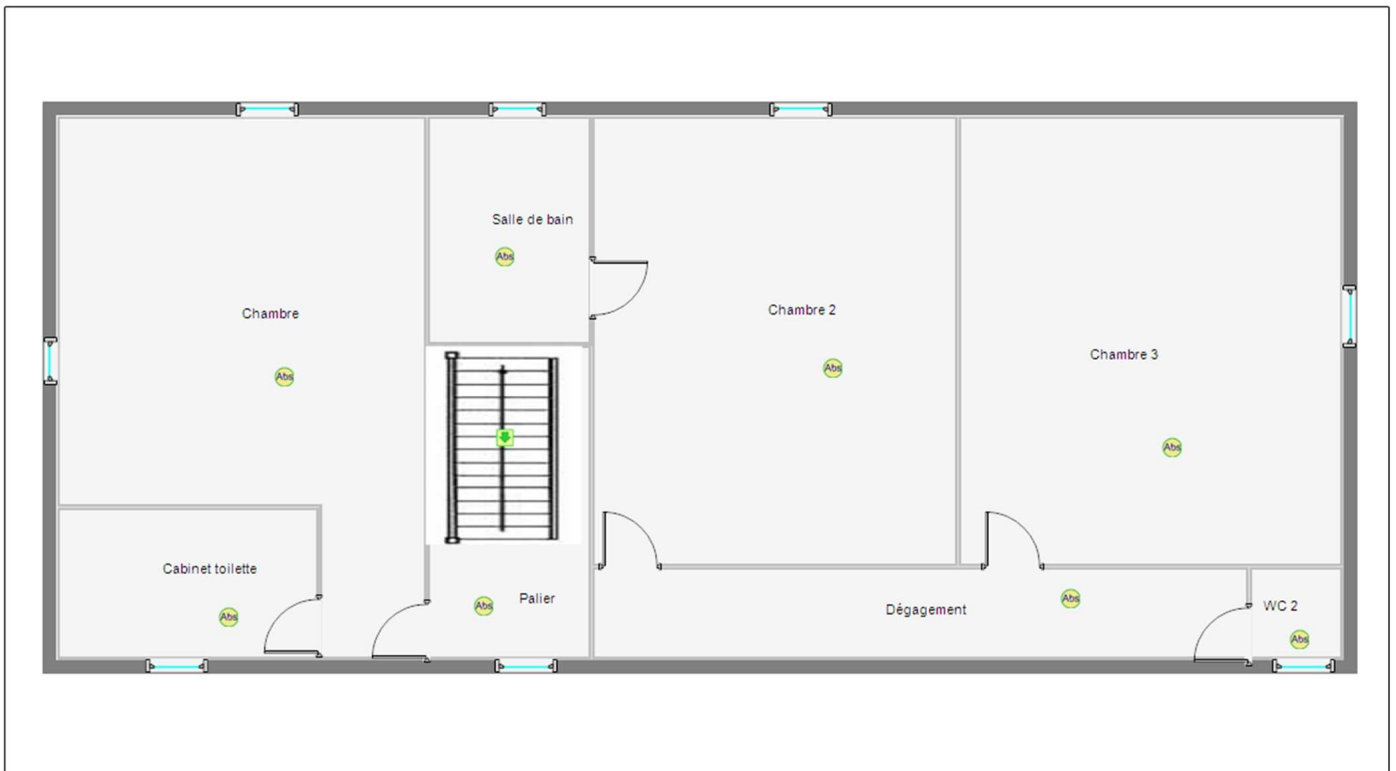 Salle de bain
Abs
Chambre
Chambre 2
Chambre 3
Abs
Abs
Abs
Cabinet toilette
Abs
Palier
Abs
Dégagement
Abs
WC 2
Abs